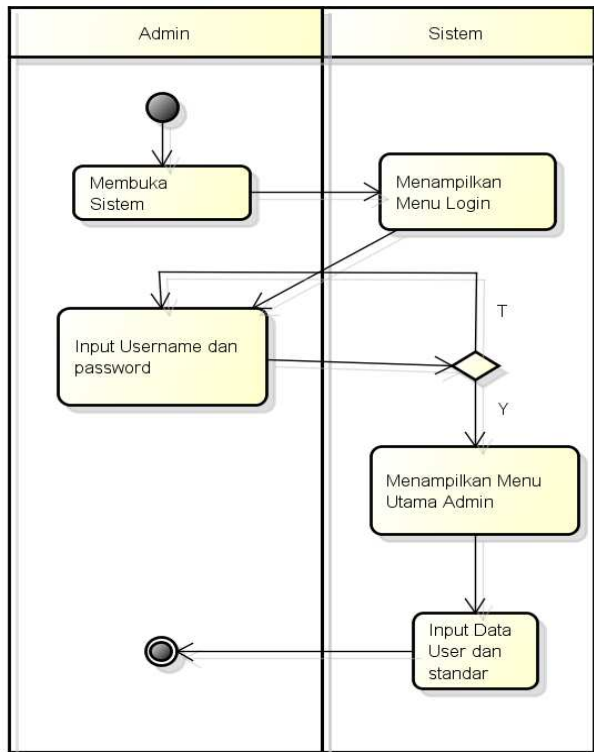 Admin
Sistem
Membuka
Sistem
Menampilkan
Menu Login
Input Username dan
password
T
Y
Menampilkan Menu
Utama Admin
Input Data
User dan
standar